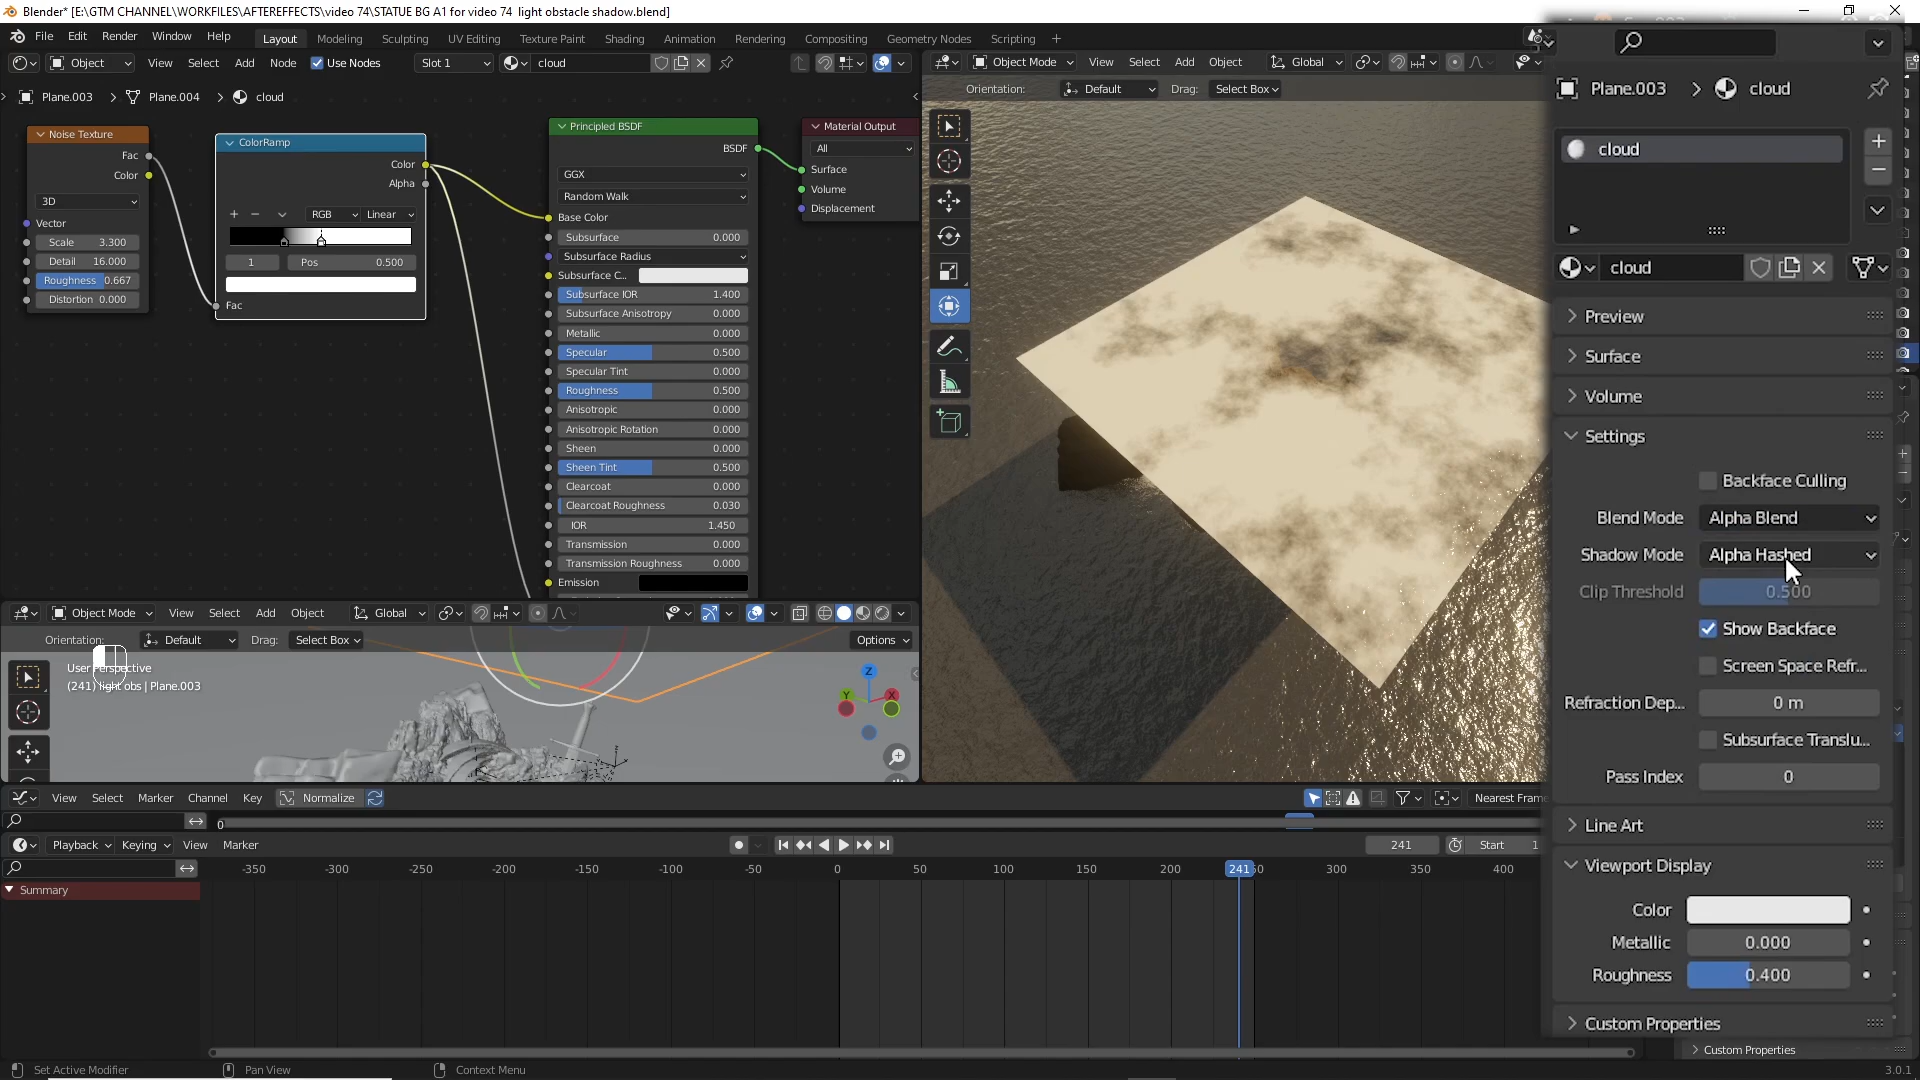 Blender* [E:\GTM CHANNEL\WORKFILES\AFTEREFFECTS\video 74\STATUE BG A1 for video 74  light obstacle shadow.blend]
File Edit Render Window Help Layout Modeling Sculpting UV Editing Texture Paint Shading Animation Rendering Compositing Geometry Nodes Scripting +
Object View Select Add Node Use Nodes Slot 1 cloud
Plane.003 > Plane.004 > cloud
Noise Texture
Fac
Color
3D
Vector
Scale 3.300
Detail 16.000
Roughness 0.667
Distortion 0.000
ColorRamp
Color
Alpha
+ − RGB Linear
1 Pos 0.500
Fac
Principled BSDF
BSDF
GGX
Random Walk
Base Color
Subsurface 0.000
Subsurface Radius
Subsurface C...
Subsurface IOR 1.400
Subsurface Anisotropy 0.000
Metallic 0.000
Specular 0.500
Specular Tint 0.000
Roughness 0.500
Anisotropic 0.000
Anisotropic Rotation 0.000
Sheen 0.000
Sheen Tint 0.500
Clearcoat 0.000
Clearcoat Roughness 0.030
IOR 1.450
Transmission 0.000
Transmission Roughness 0.000
Emission
Material Output
All
Surface
Volume
Displacement
Object Mode View Select Add Object Global
Orientation: Default Drag: Select Box
Plane.003 > cloud
cloud
cloud
Preview
Surface
Volume
Settings
Backface Culling
Blend Mode Alpha Blend
Shadow Mode Alpha Hashed
Clip Threshold 0.500
Show Backface
Screen Space Refr...
Refraction Dep... 0 m
Subsurface Translu...
Pass Index 0
Line Art
Viewport Display
Color
Metallic 0.000
Roughness 0.400
Custom Properties
Custom Properties
Object Mode View Select Add Object Global
Orientation: Default Drag: Select Box Options
User Perspective
(241) light obs | Plane.003
Z
Y X
View Select Marker Channel Key Normalize Nearest Frame
0
Playback Keying View Marker 241 Start 1
-350 -300 -250 -200 -150 -100 -50 0 50 100 150 200 241 300 350 400
Summary
Set Active Modifier Pan View Context Menu 3.0.1